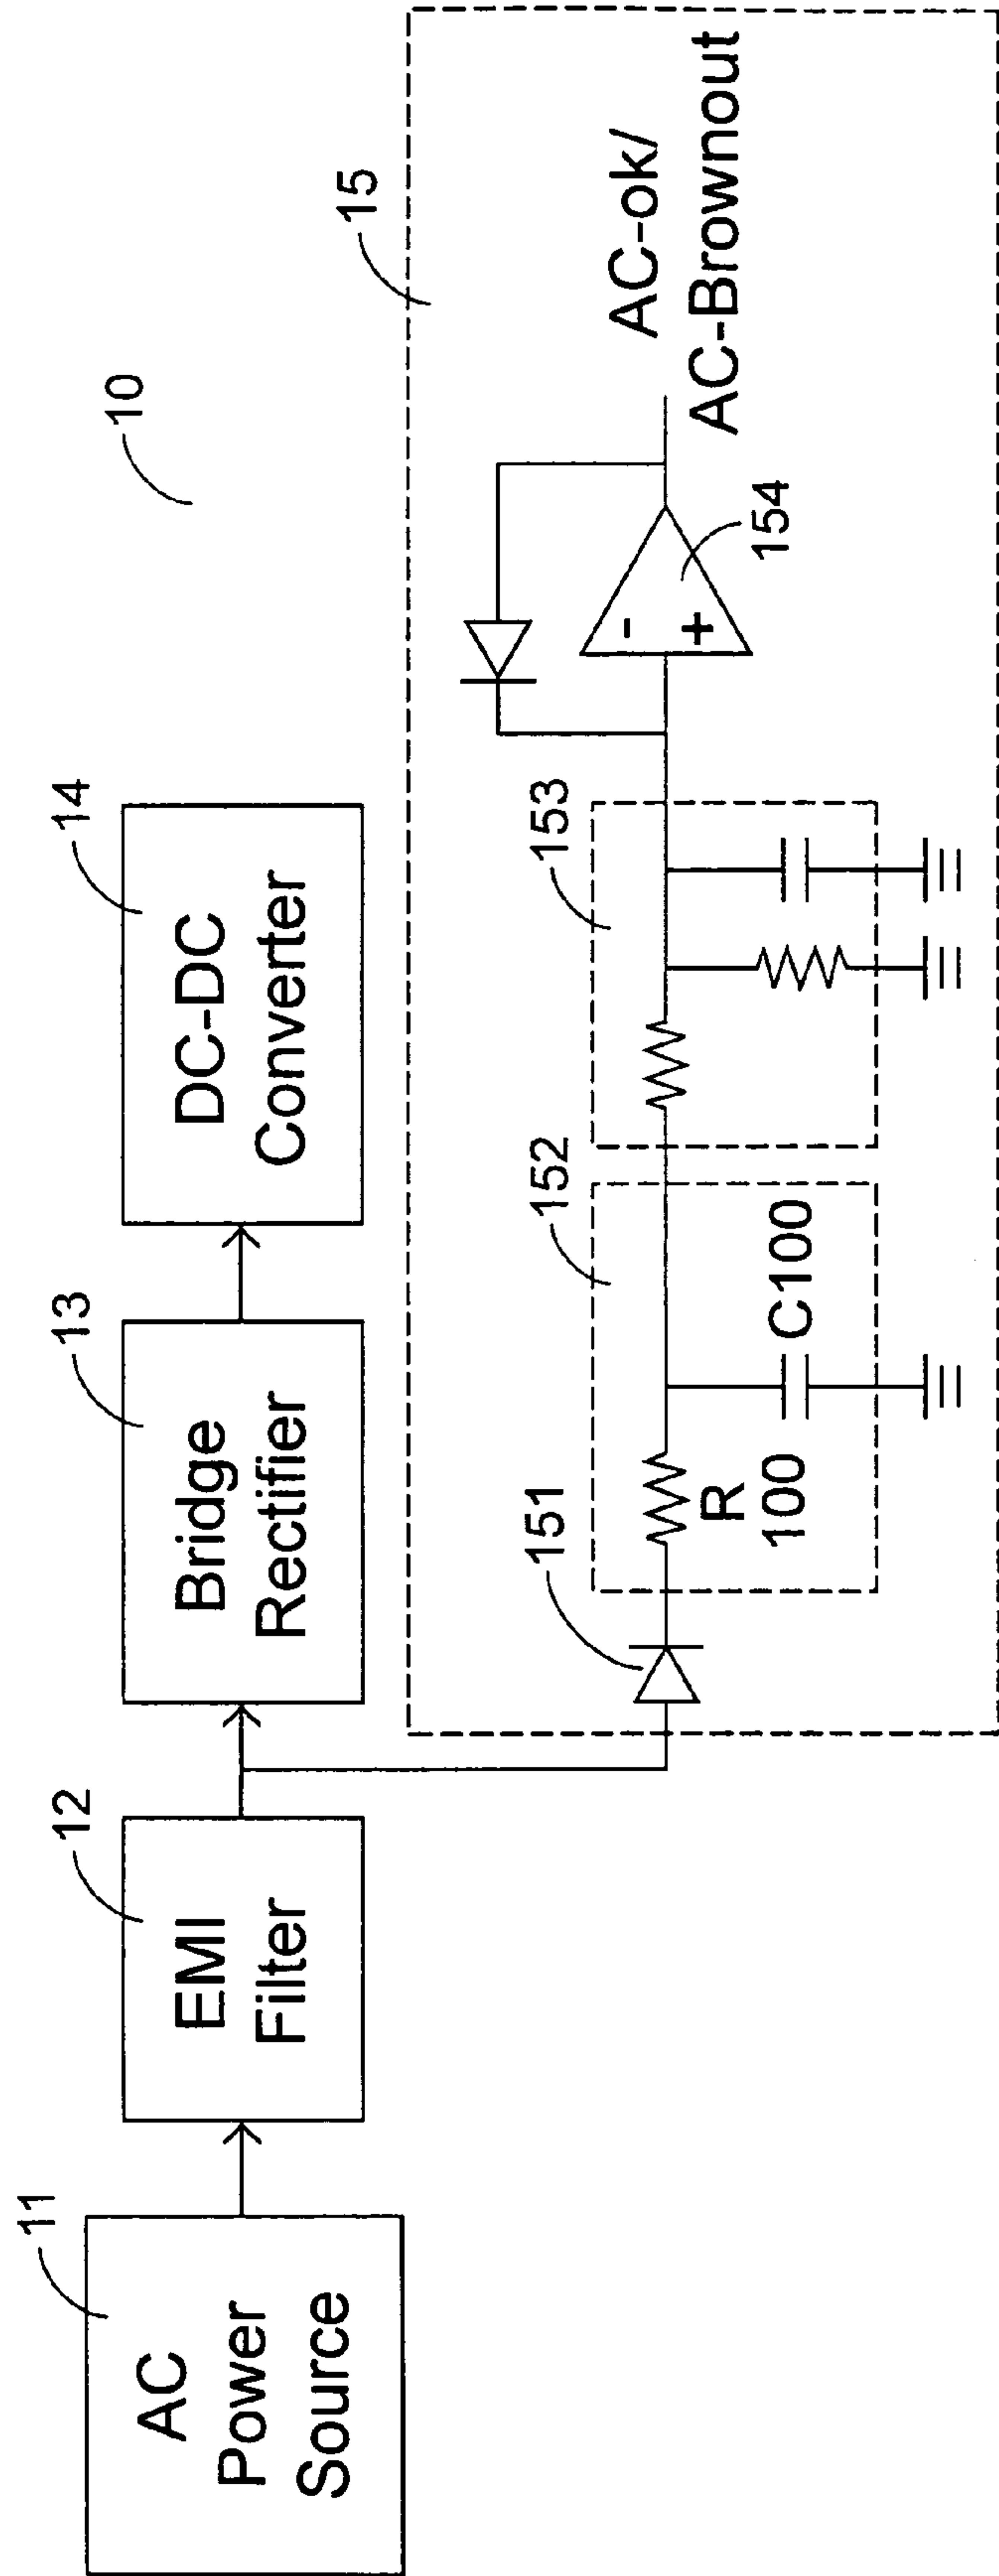 10
11
AC
Power
Source
12
EMI
Filter
13
Bridge
Rectifier
14
DC-DC
Converter
15
151
152
R
100
C100
153
-
+
154
AC-ok/
AC-Brownout